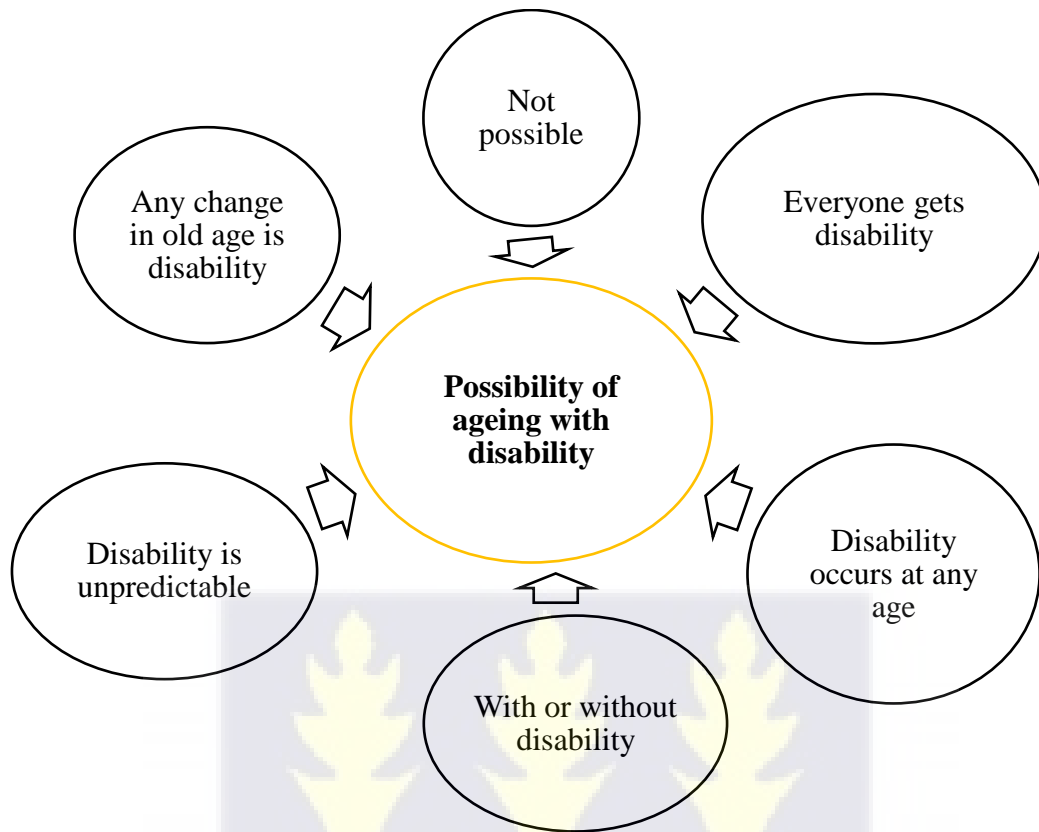 Not
possible
Everyone gets
disability
Any change
in old age is
disability
Possibility of
ageing with
disability
Disability is
unpredictable
Disability
occurs at any
age
With or without
disability